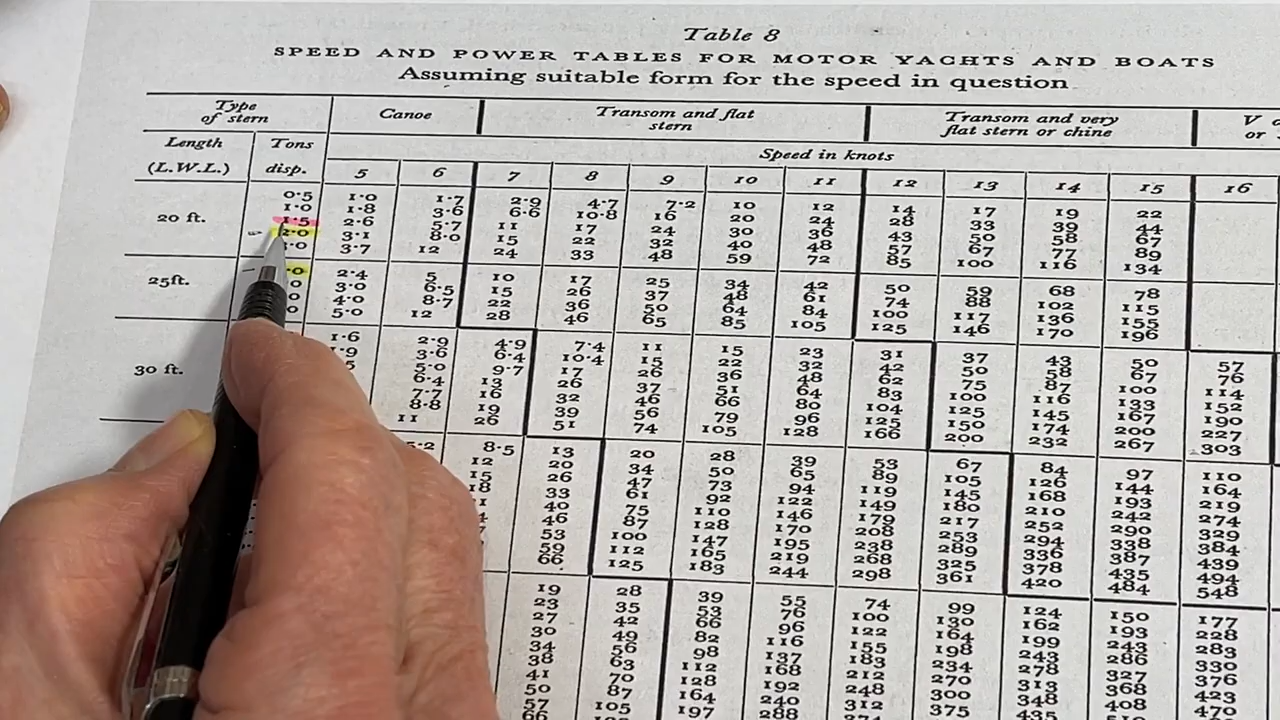 Table 8
SPEED AND POWER TABLES FOR MOTOR YACHTS AND BOATS
Assuming suitable form for the speed in question
Type of stern Canoe Transom and flat stern Transom and very flat stern or chine V or
Length (L.W.L.) Tons disp. Speed in knots
5 6 7 8 9 10 11 12 13 14 15 16
20 ft. 0·5 1·0 1·7 2·9 4·7 7·2 10 12 14 17 19 22
1·0 1·8 3·6 6·6 10·8 16 20 24 28 33 39 44
1·5 2·6 5·7 11 17 24 30 36 43 50 58 67
2·0 3·1 8·0 15 22 32 40 48 57 67 77 89
·0 3·7 12 24 33 48 59 72 85 100 116 134
25ft. ·0 2·4 5 10 17 25 34 42 50 59 68 78
0 3·0 6·5 15 26 37 48 61 74 88 102 115
0 4·0 8·7 22 36 50 64 84 100 117 136 155
0 5·0 12 28 46 65 85 105 125 146 170 196
30 ft. 1·6 2·9 4·9 7·4 11 15 23 31 37 43 50 57
·9 3·6 6·4 10·4 15 22 32 42 50 58 67 76
5 5·0 9·7 17 26 36 48 62 75 87 100 114
6·4 13 26 37 51 64 83 100 116 133 152
7·7 16 32 46 66 80 104 125 145 167 190
8·8 19 39 56 79 96 125 150 174 200 227
11 26 51 74 105 128 166 200 232 267 303
·2 8·5 13 20 28 39 53 67 84 97 110
12 20 34 50 65 89 105 126 144 164
15 26 47 73 94 119 145 168 193 219
18 33 61 92 122 149 180 210 242 274
40 75 110 146 179 217 252 290 329
46 87 128 170 208 253 294 338 384
53 100 147 195 238 289 336 387 439
59 112 165 219 268 325 378 435 494
66 125 183 244 298 361 420 484 548
19 28 39 55 74 99 124 150 177
23 35 53 76 100 130 162 193 228
27 42 66 96 122 164 199 243 283
30 49 82 116 155 198 243 286 330
34 56 98 137 183 234 278 327 376
38 63 112 168 212 270 313 368 423
41 70 128 192 248 300 348 408 470
50 87 164 240 312 375
57 105 197 288
66